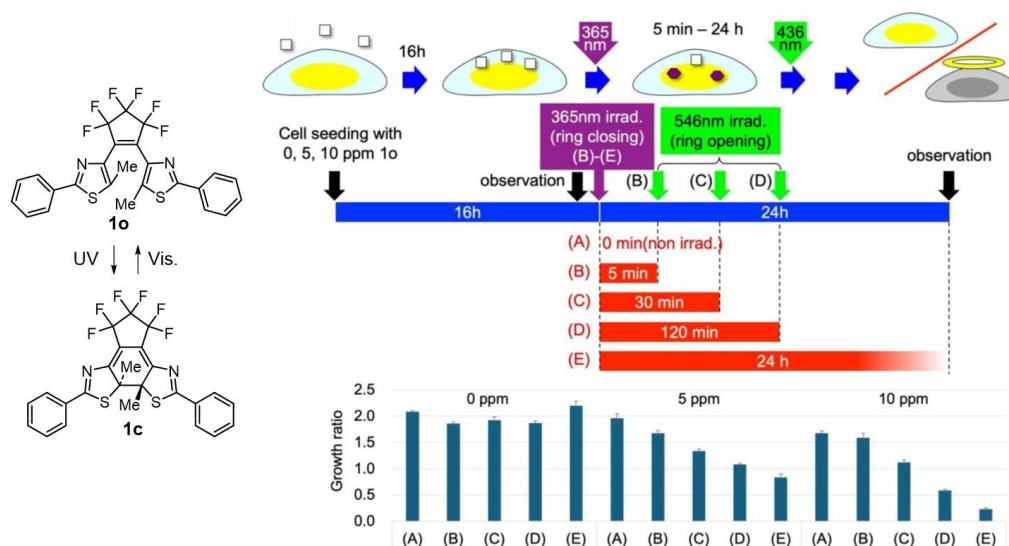 F F
F F
F F
N N
Me
S S
Me
1o
UV Vis.
F F
F F
F F
N Me N
S S
Me
1c
16h
365
nm
5 min – 24 h
436
nm
Cell seeding with
0, 5, 10 ppm 1o
365nm irrad.
(ring closing)
(B)-(E)
546nm irrad.
(ring opening)
observation
observation
(B) (C) (D)
16h 24h
(A) 0 min(non irrad.)
(B) 5 min
(C) 30 min
(D) 120 min
(E) 24 h
Growth ratio
2.5
2.0
1.5
1.0
0.5
0.0
0 ppm 5 ppm 10 ppm
(A) (B) (C) (D) (E) (A) (B) (C) (D) (E) (A) (B) (C) (D) (E)